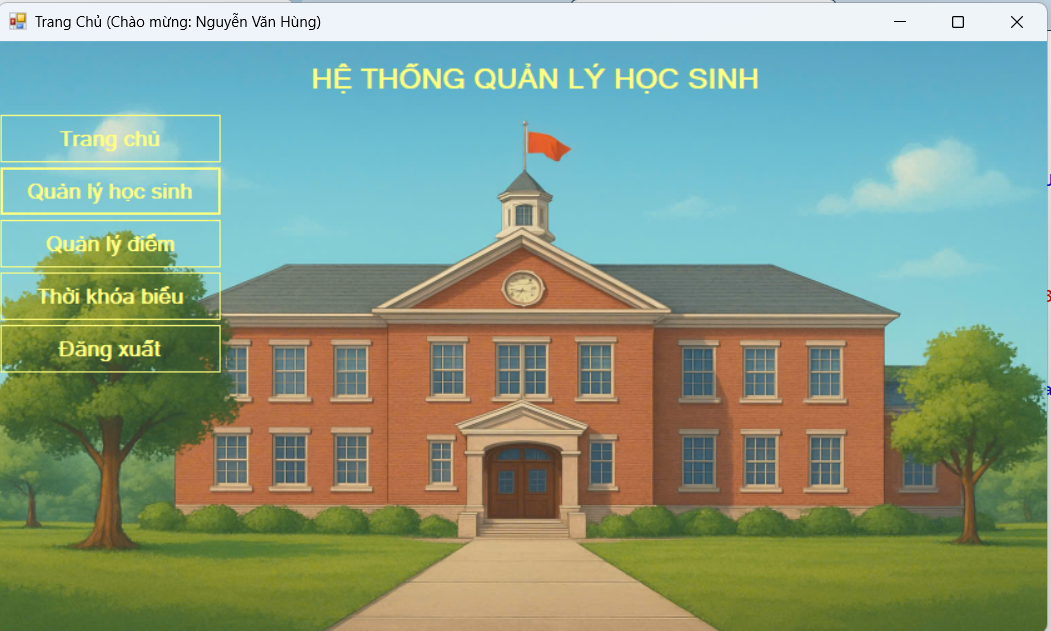 Trang Chủ (Chào mừng: Nguyễn Văn Hùng)
HỆ THỐNG QUẢN LÝ HỌC SINH
Trang chủ
Quản lý học sinh
Quản lý điểm
Thời khóa biểu
Đăng xuất